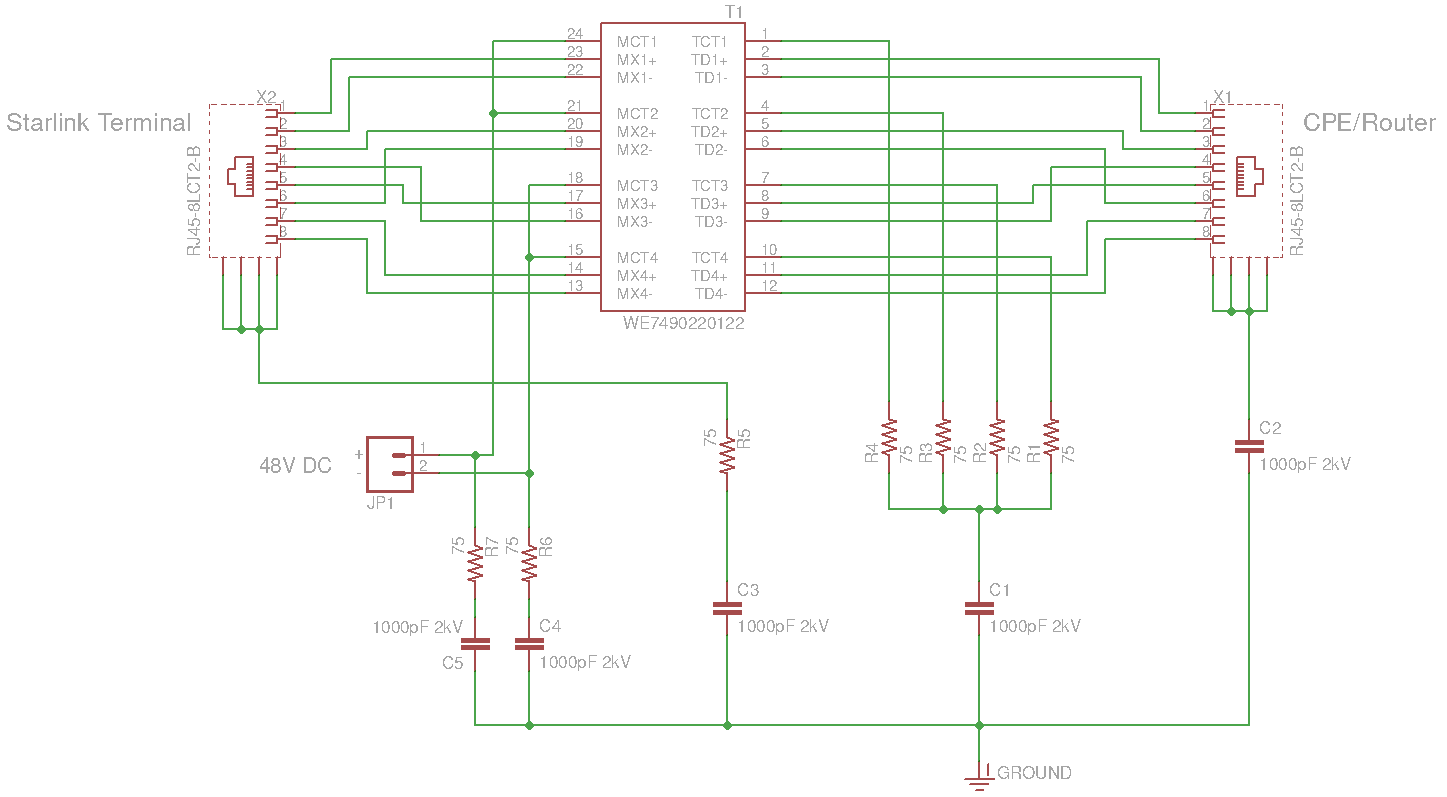 T1
24 MCT1 TCT1 1
23 MX1+ TD1+ 2
22 MX1- TD1- 3
21 MCT2 TCT2 4
20 MX2+ TD2+ 5
19 MX2- TD2- 6
18 MCT3 TCT3 7
17 MX3+ TD3+ 8
16 MX3- TD3- 9
15 MCT4 TCT4 10
14 MX4+ TD4+ 11
13 MX4- TD4- 12
WE7490220122
Starlink Terminal
X2
RJ45-8LCT2-B
1
2
3
4
5
6
7
8
X1
CPE/Router
RJ45-8LCT2-B
1
2
3
4
5
6
7
8
48V DC
+
-
1
2
JP1
75 R5
R4 75
R3 75
R2 75
R1 75
C2
1000pF 2kV
75 R7
75 R6
C3
1000pF 2kV
C1
1000pF 2kV
1000pF 2kV
C5
C4
1000pF 2kV
GROUND